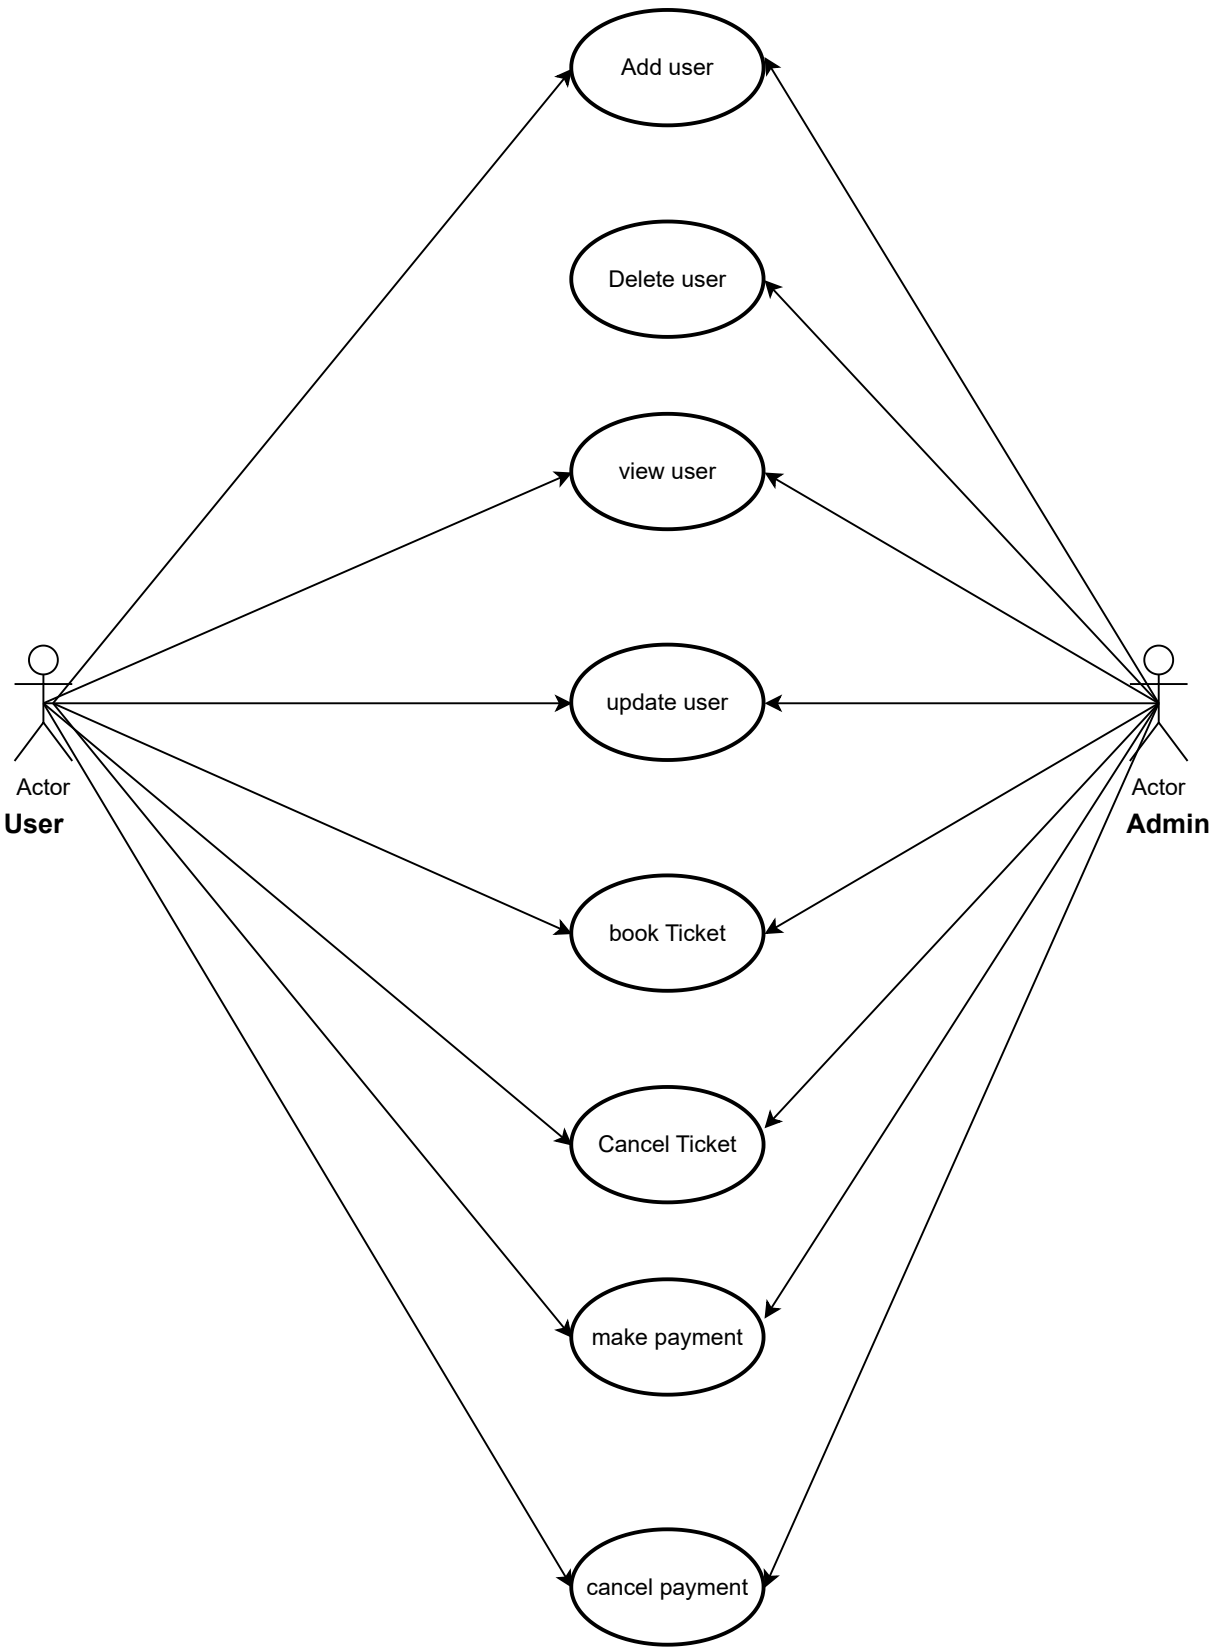 Add user
Delete user
view user
update user
Actor
User
Actor
Admin
book Ticket
Cancel Ticket
make payment
cancel payment